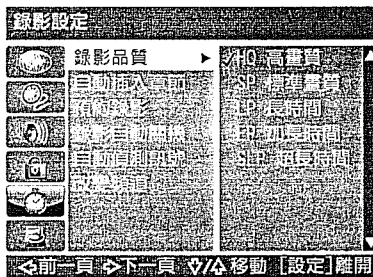 錄影設定
錄影品質
自動插入章節
預約錄影
錄影自動關機
自動偵測訊號
HQ 高畫質
SP 標準畫質
LP 長時間
EP 加長時間
SLP 超長時間
前一頁 下一頁 / 移動 [設定]離開